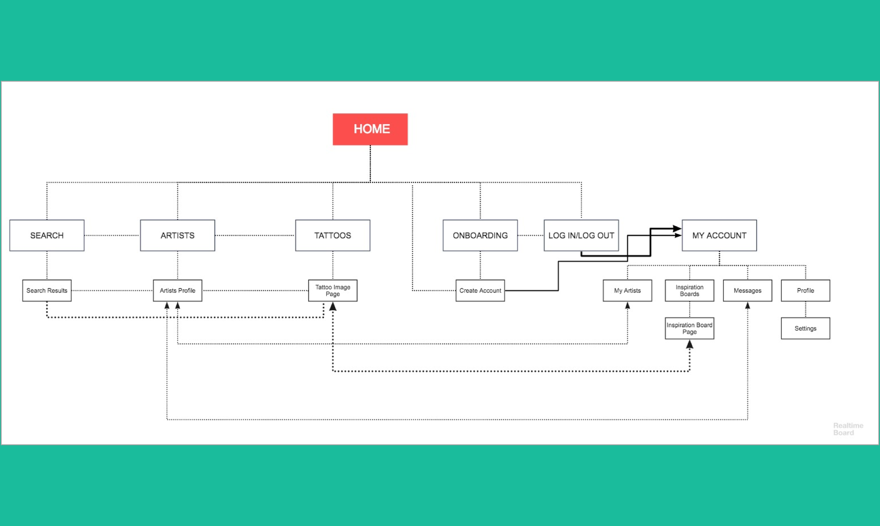 HOME
SEARCH
ARTISTS
TATTOOS
ONBOARDING
LOG IN/LOG OUT
MY ACCOUNT
Search Results
Artists Profile
Tattoo Image
Page
Create Account
My Artists
Inspiration
Boards
Messages
Profile
Inspiration Board
Page
Settings
Realtime
Board